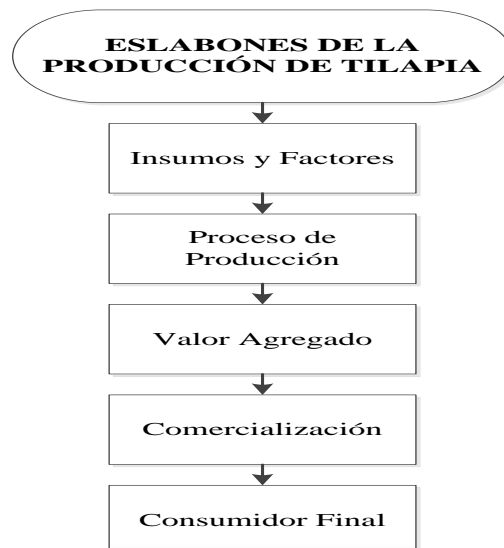 ESLABONES DE LA
PRODUCCIÓN DE TILAPIA
Insumos y Factores
Proceso de
Producción
Valor Agregado
Comercialización
Consumidor Final